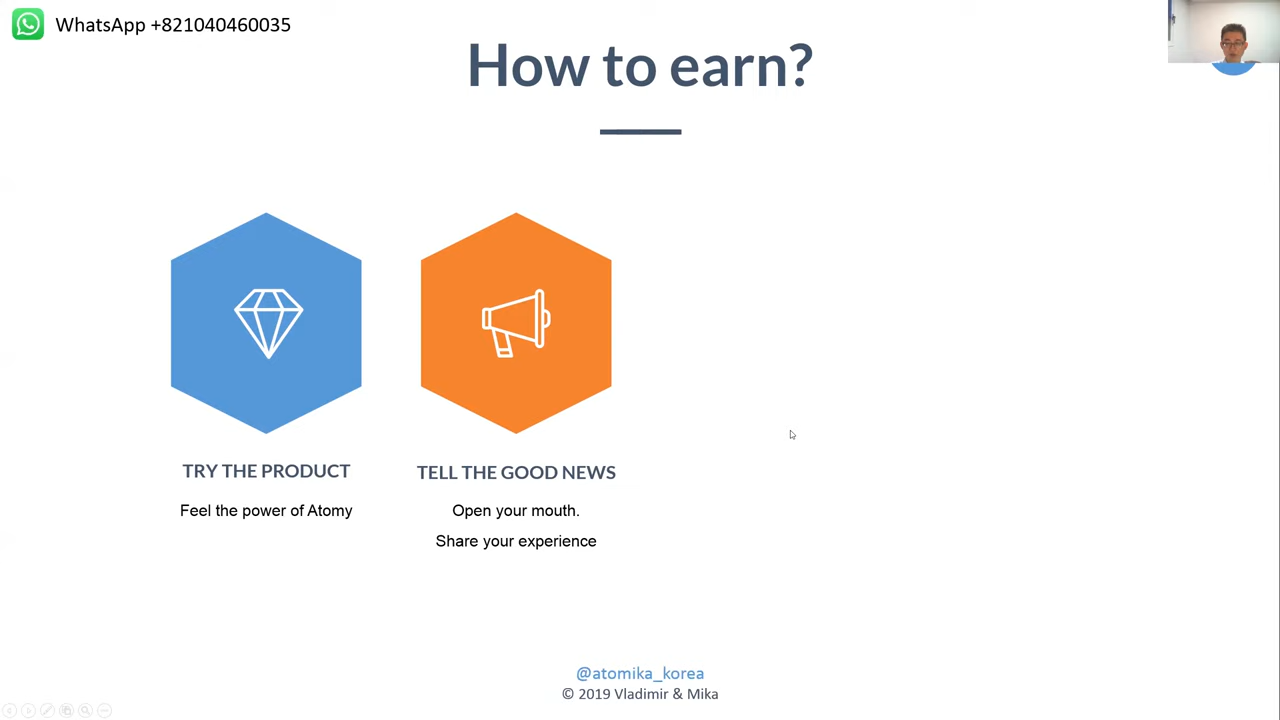 WhatsApp +821040460035
How to earn?
TRY THE PRODUCT
Feel the power of Atomy
TELL THE GOOD NEWS
Open your mouth.
Share your experience
@atomika_korea
© 2019 Vladimir & Mika